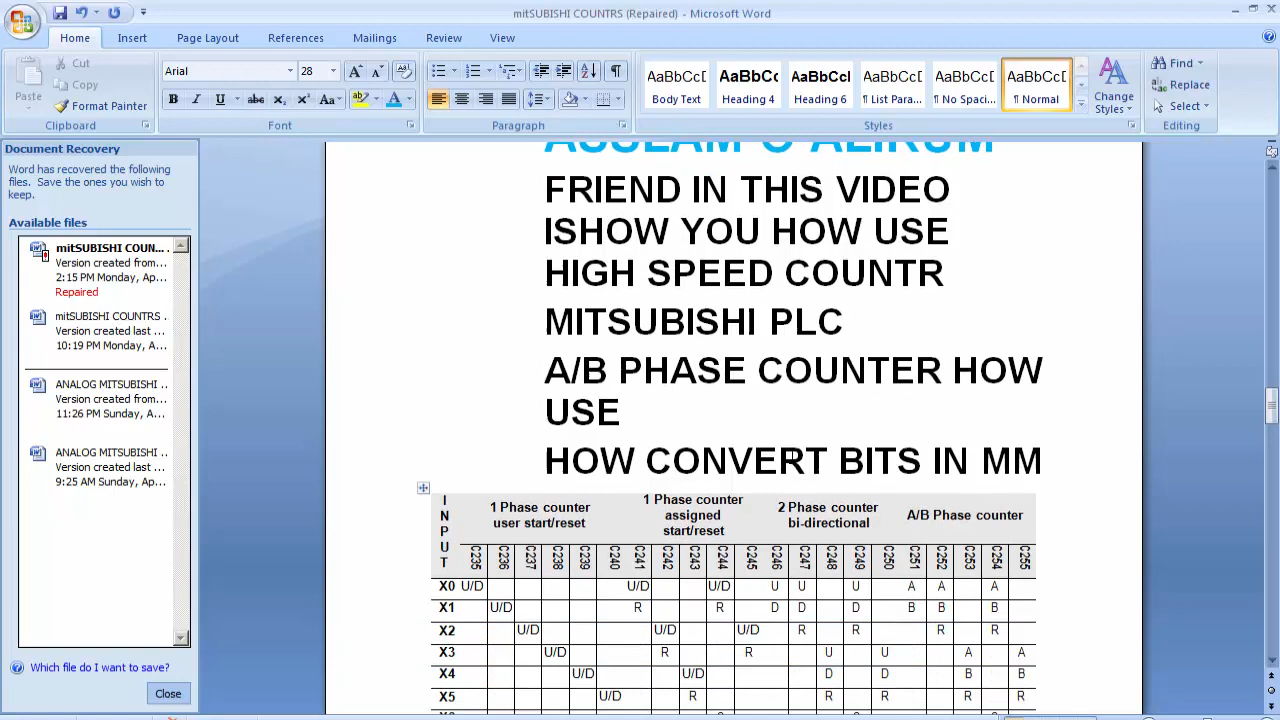 mitSUBISHI COUNTRS (Repaired) - Microsoft Word
Home Insert Page Layout References Mailings Review View
Paste
Cut
Copy
Format Painter
Clipboard
Arial 28
Font
Paragraph
AaBbCcD AaBbCc AaBbCcI AaBbCcD AaBbCcD AaBbCcD
Body Text Heading 4 Heading 6 ¶ List Para... ¶ No Spaci... ¶ Normal
Change Styles
Styles
Find
Replace
Select
Editing
Document Recovery
Word has recovered the following
files. Save the ones you wish to
keep.
Available files
mitSUBISHI COUN...
Version created from...
2:15 PM Monday, Ap...
Repaired
mitSUBISHI COUNTRS ..
Version created last ...
10:19 PM Monday, A...
ANALOG MITSUBISHI ..
Version created from...
11:26 PM Sunday, A...
ANALOG MITSUBISHI ..
Version created last ...
9:25 AM Sunday, A...
Which file do I want to save?
Close
FRIEND IN THIS VIDEO
ISHOW YOU HOW USE
HIGH SPEED COUNTR
MITSUBISHI PLC
A/B PHASE COUNTER HOW
USE
HOW CONVERT BITS IN MM
INPUT
1 Phase counter user start/reset
1 Phase counter assigned start/reset
2 Phase counter bi-directional
A/B Phase counter
C235 C236 C237 C238 C239 C240 C241 C242 C243 C244 C245 C246 C247 C248 C249 C250 C251 C252 C253 C254 C255
X0 U/D U/D U/D U U U A A A
X1 U/D R R D D D B B B
X2 U/D U/D U/D R R R R
X3 U/D R R U U A A
X4 U/D U/D D D B B
X5 U/D R R R R R